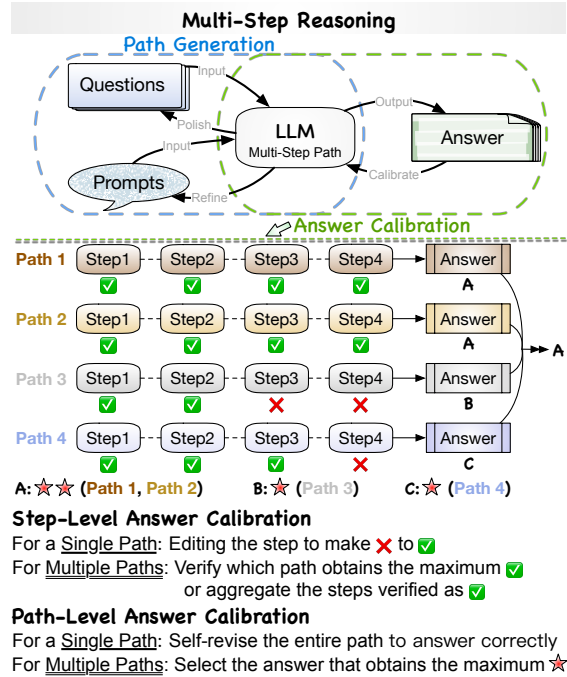 Multi-Step Reasoning
Path Generation
Questions
Input
Polish
Input
Prompts
Refine
LLM
Multi-Step Path
Output
Answer
Calibrate
Answer Calibration
Path 1 Step1 Step2 Step3 Step4 Answer
A
Path 2 Step1 Step2 Step3 Step4 Answer
A
A
Path 3 Step1 Step2 Step3 Step4 Answer
B
Path 4 Step1 Step2 Step3 Step4 Answer
C
A: (Path 1, Path 2) B: (Path 3) C: (Path 4)
Step-Level Answer Calibration
For a Single Path: Editing the step to make ❌ to ✅
For Multiple Paths: Verify which path obtains the maximum ✅
or aggregate the steps verified as ✅
Path-Level Answer Calibration
For a Single Path: Self-revise the entire path to answer correctly
For Multiple Paths: Select the answer that obtains the maximum